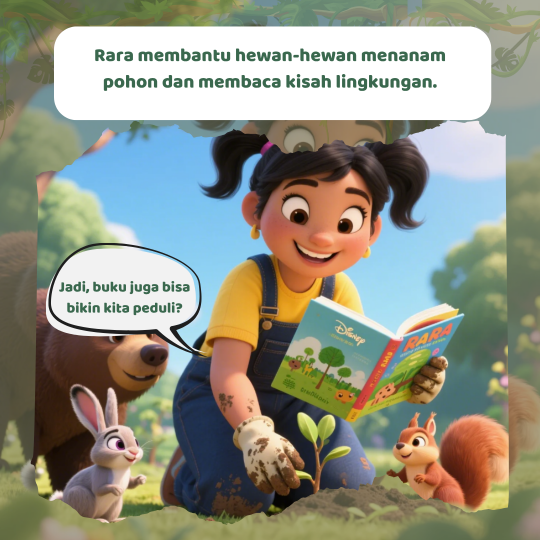 Rara membantu hewan-hewan menanam
pohon dan membaca kisah lingkungan.
Jadi, buku juga bisa
bikin kita peduli?
Disney
RARA
RARA